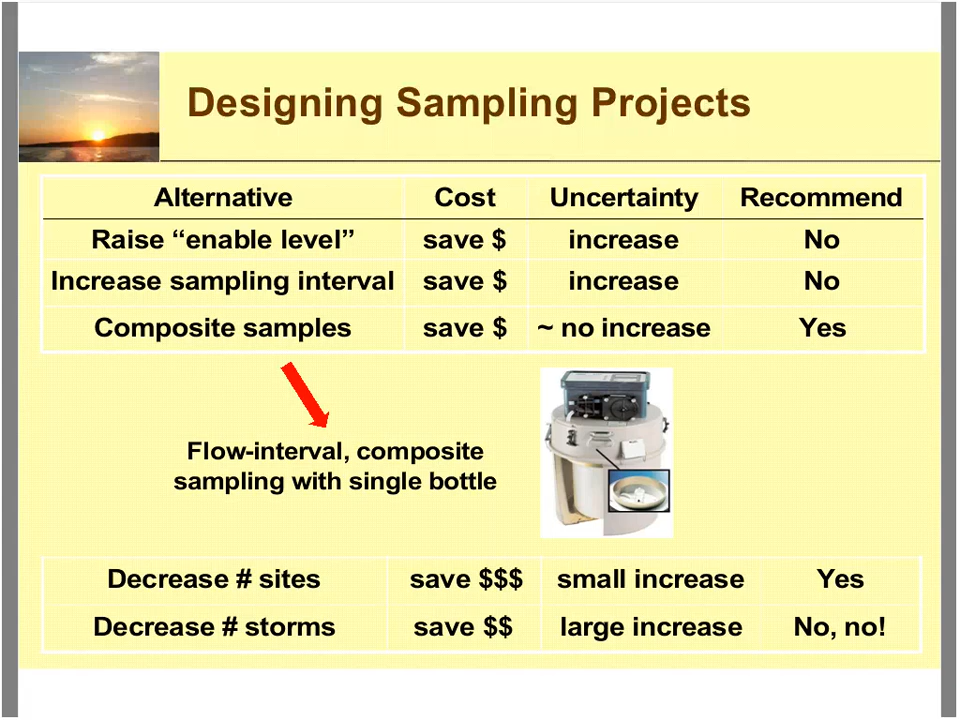 Designing Sampling Projects
Alternative Cost Uncertainty Recommend
Raise “enable level” save $ increase No
Increase sampling interval save $ increase No
Composite samples save $ ~ no increase Yes
Flow-interval, composite
sampling with single bottle
Decrease # sites save $$$ small increase Yes
Decrease # storms save $$ large increase No, no!